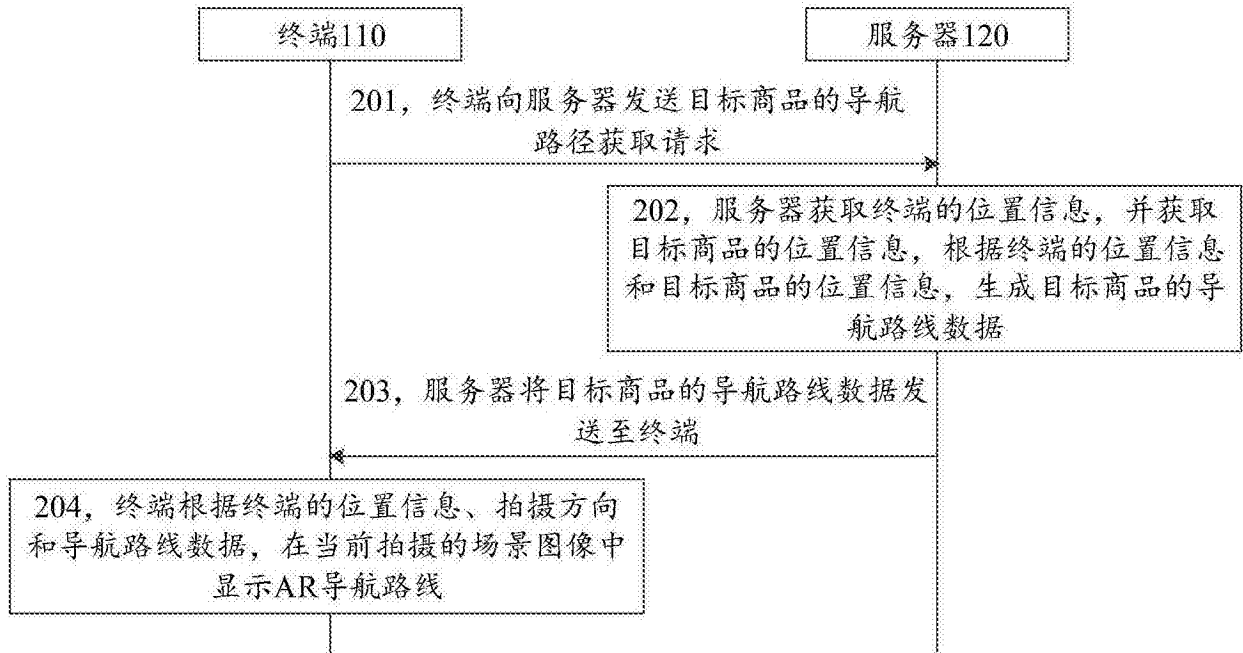 终端110
服务器120
201，终端向服务器发送目标商品的导航
路径获取请求
202，服务器获取终端的位置信息，并获取
目标商品的位置信息，根据终端的位置信息
和目标商品的位置信息，生成目标商品的导
航路线数据
203，服务器将目标商品的导航路线数据发
送至终端
204，终端根据终端的位置信息、拍摄方向
和导航路线数据，在当前拍摄的场景图像中
显示AR导航路线